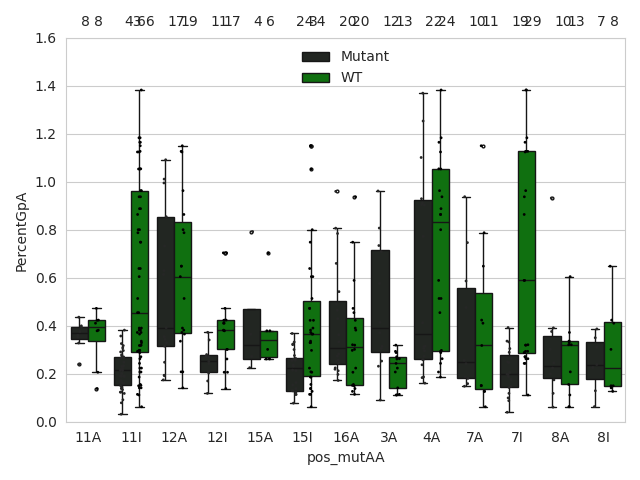 8 8 43 66 17 19 11 17 4 6 24 34 20 20 12 13 22 24 10 11 19 29 10 13 7 8
1.6
Mutant
1.4
WT
1.2
1.0
PercentGpA
0.8
0.6
0.4
0.2
0.0
11A 11I 12A 12I 15A 15I 16A 3A 4A 7A 7I 8A 8I
pos_mutAA